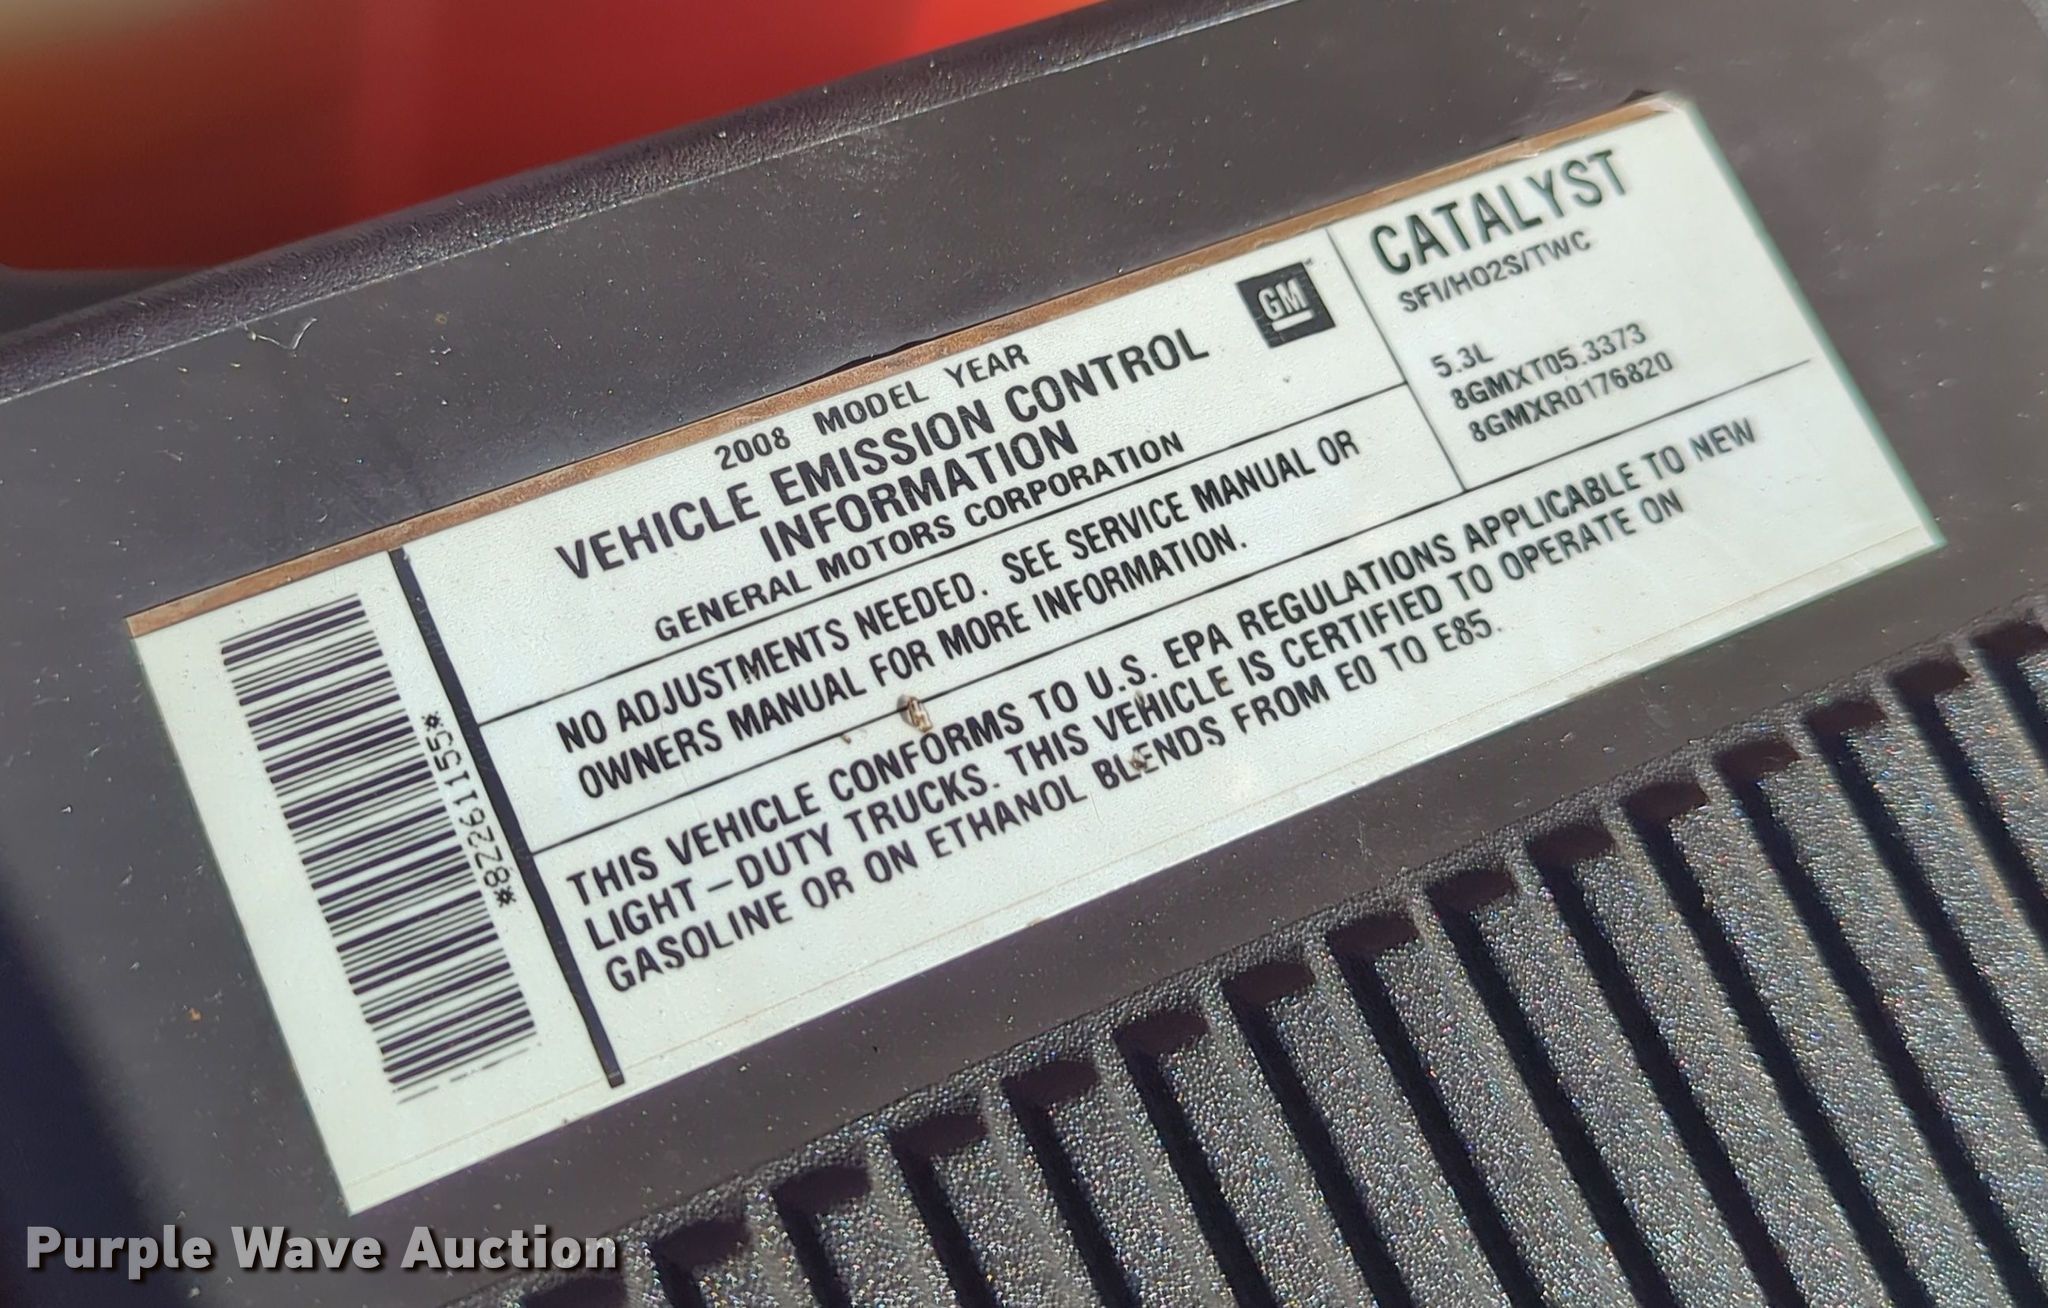 2008 MODEL YEAR
VEHICLE EMISSION CONTROL
INFORMATION
GENERAL MOTORS CORPORATION
GM
CATALYST
SFI/HO2S/TWC
5.3L
8GMXT05.3373
8GMXR0176820
NO ADJUSTMENTS NEEDED. SEE SERVICE MANUAL OR
OWNERS MANUAL FOR MORE INFORMATION.
THIS VEHICLE CONFORMS TO U.S. EPA REGULATIONS APPLICABLE TO NEW
LIGHT-DUTY TRUCKS. THIS VEHICLE IS CERTIFIED TO OPERATE ON
GASOLINE OR ON ETHANOL BLENDS FROM E0 TO E85.
*82261155*
Purple Wave Auction